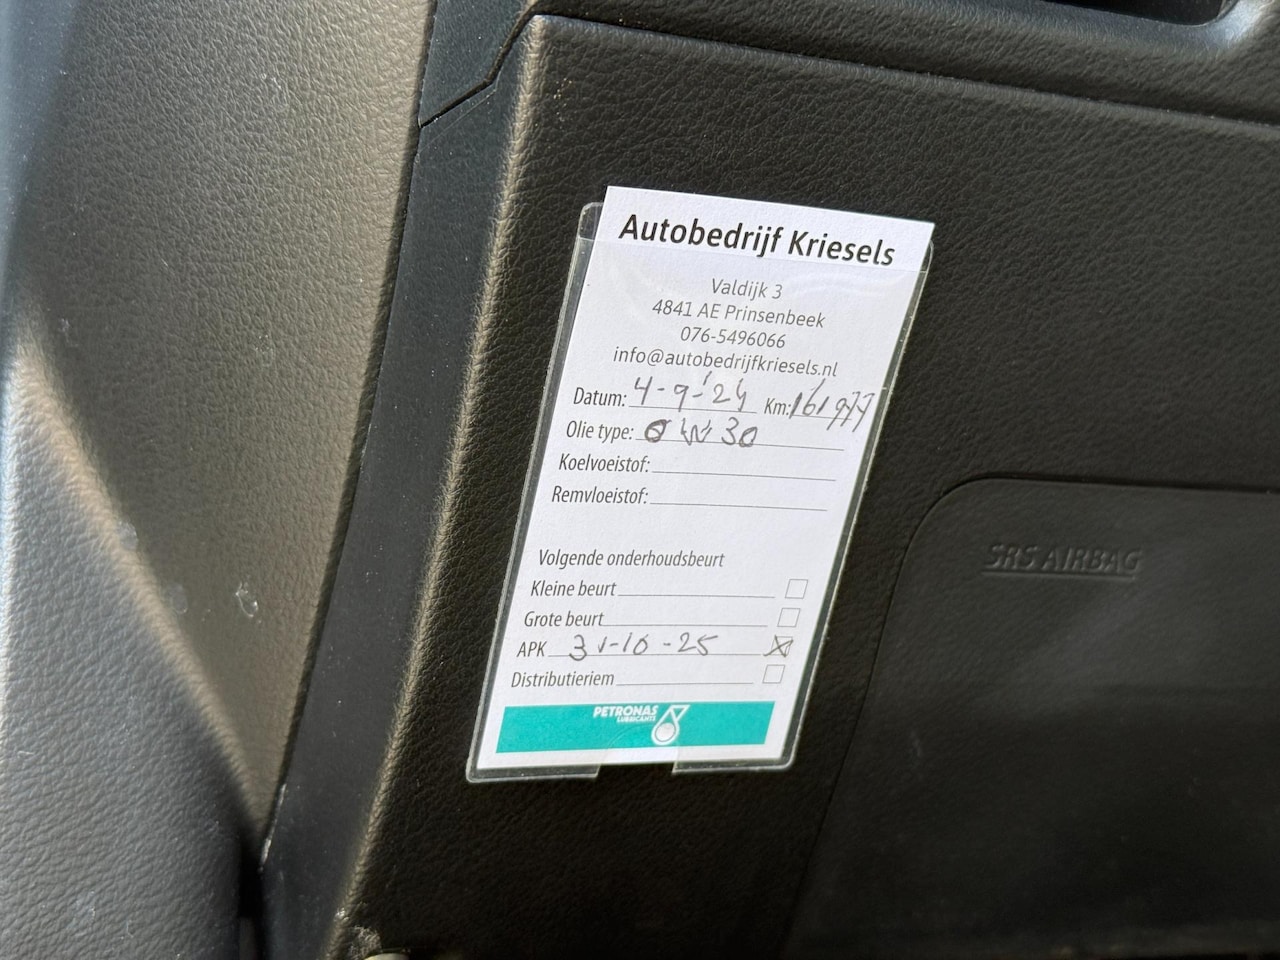 Autobedrijf Kriesels
Valdijk 3
4841 AE Prinsenbeek
076-5496066
info@autobedrijfkriesels.nl
Datum: 4-9-'24 Km: 161977
Olie type: 0W30
Koelvoeistof:
Remvloeistof:
Volgende onderhoudsbeurt
Kleine beurt
Grote beurt
APK 31-10-25
Distributieriem
PETRONAS
LUBRICANTS
SRS AIRBAG